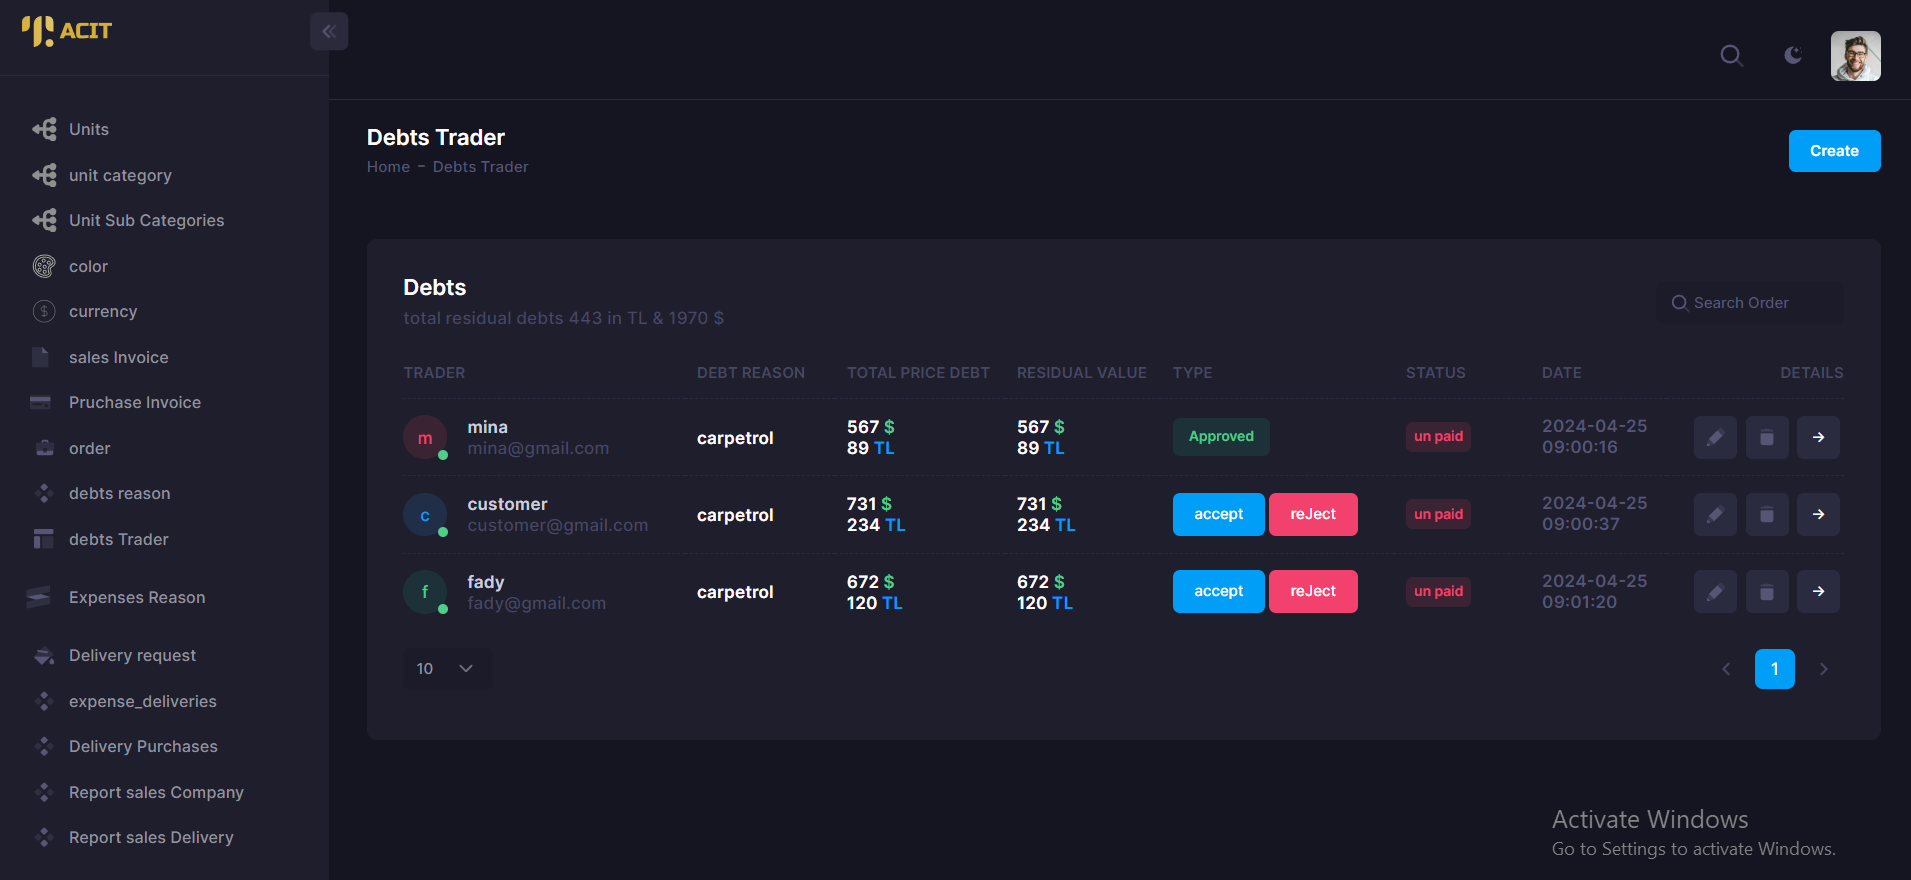 ACIT
Units
unit category
Unit Sub Categories
color
currency
sales Invoice
Pruchase Invoice
order
debts reason
debts Trader
Expenses Reason
Delivery request
expense_deliveries
Delivery Purchases
Report sales Company
Report sales Delivery
Debts Trader
Home - Debts Trader
Create
Debts
total residual debts 443 in TL & 1970 $
Search Order
TRADER DEBT REASON TOTAL PRICE DEBT RESIDUAL VALUE TYPE STATUS DATE DETAILS
m mina
mina@gmail.com
carpetrol
567 $
89 TL
567 $
89 TL
Approved
un paid
2024-04-25
09:00:16
c customer
customer@gmail.com
carpetrol
731 $
234 TL
731 $
234 TL
accept reJect
un paid
2024-04-25
09:00:37
f fady
fady@gmail.com
carpetrol
672 $
120 TL
672 $
120 TL
accept reJect
un paid
2024-04-25
09:01:20
10
1
Activate Windows
Go to Settings to activate Windows.